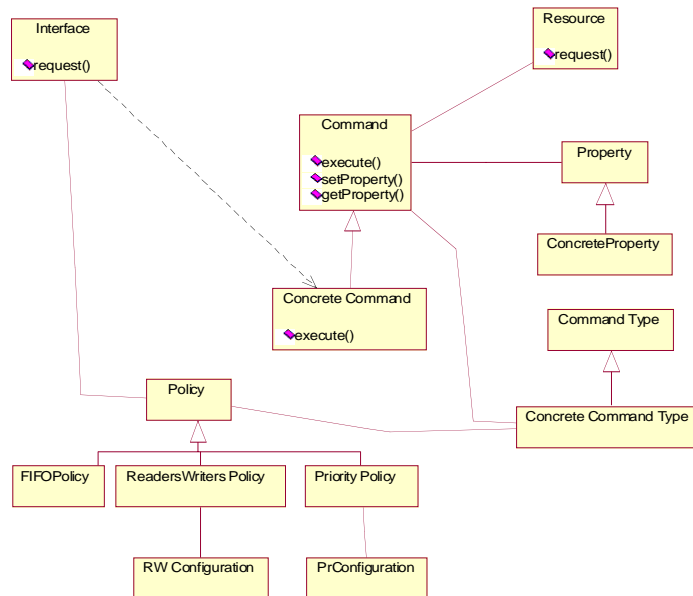 Interface
request()
Resource
request()
Command
execute()
setProperty()
getProperty()
Property
ConcreteProperty
Concrete Command
execute()
Command Type
Concrete Command Type
Policy
FIFOPolicy
ReadersWriters Policy
Priority Policy
RW Configuration
PrConfiguration